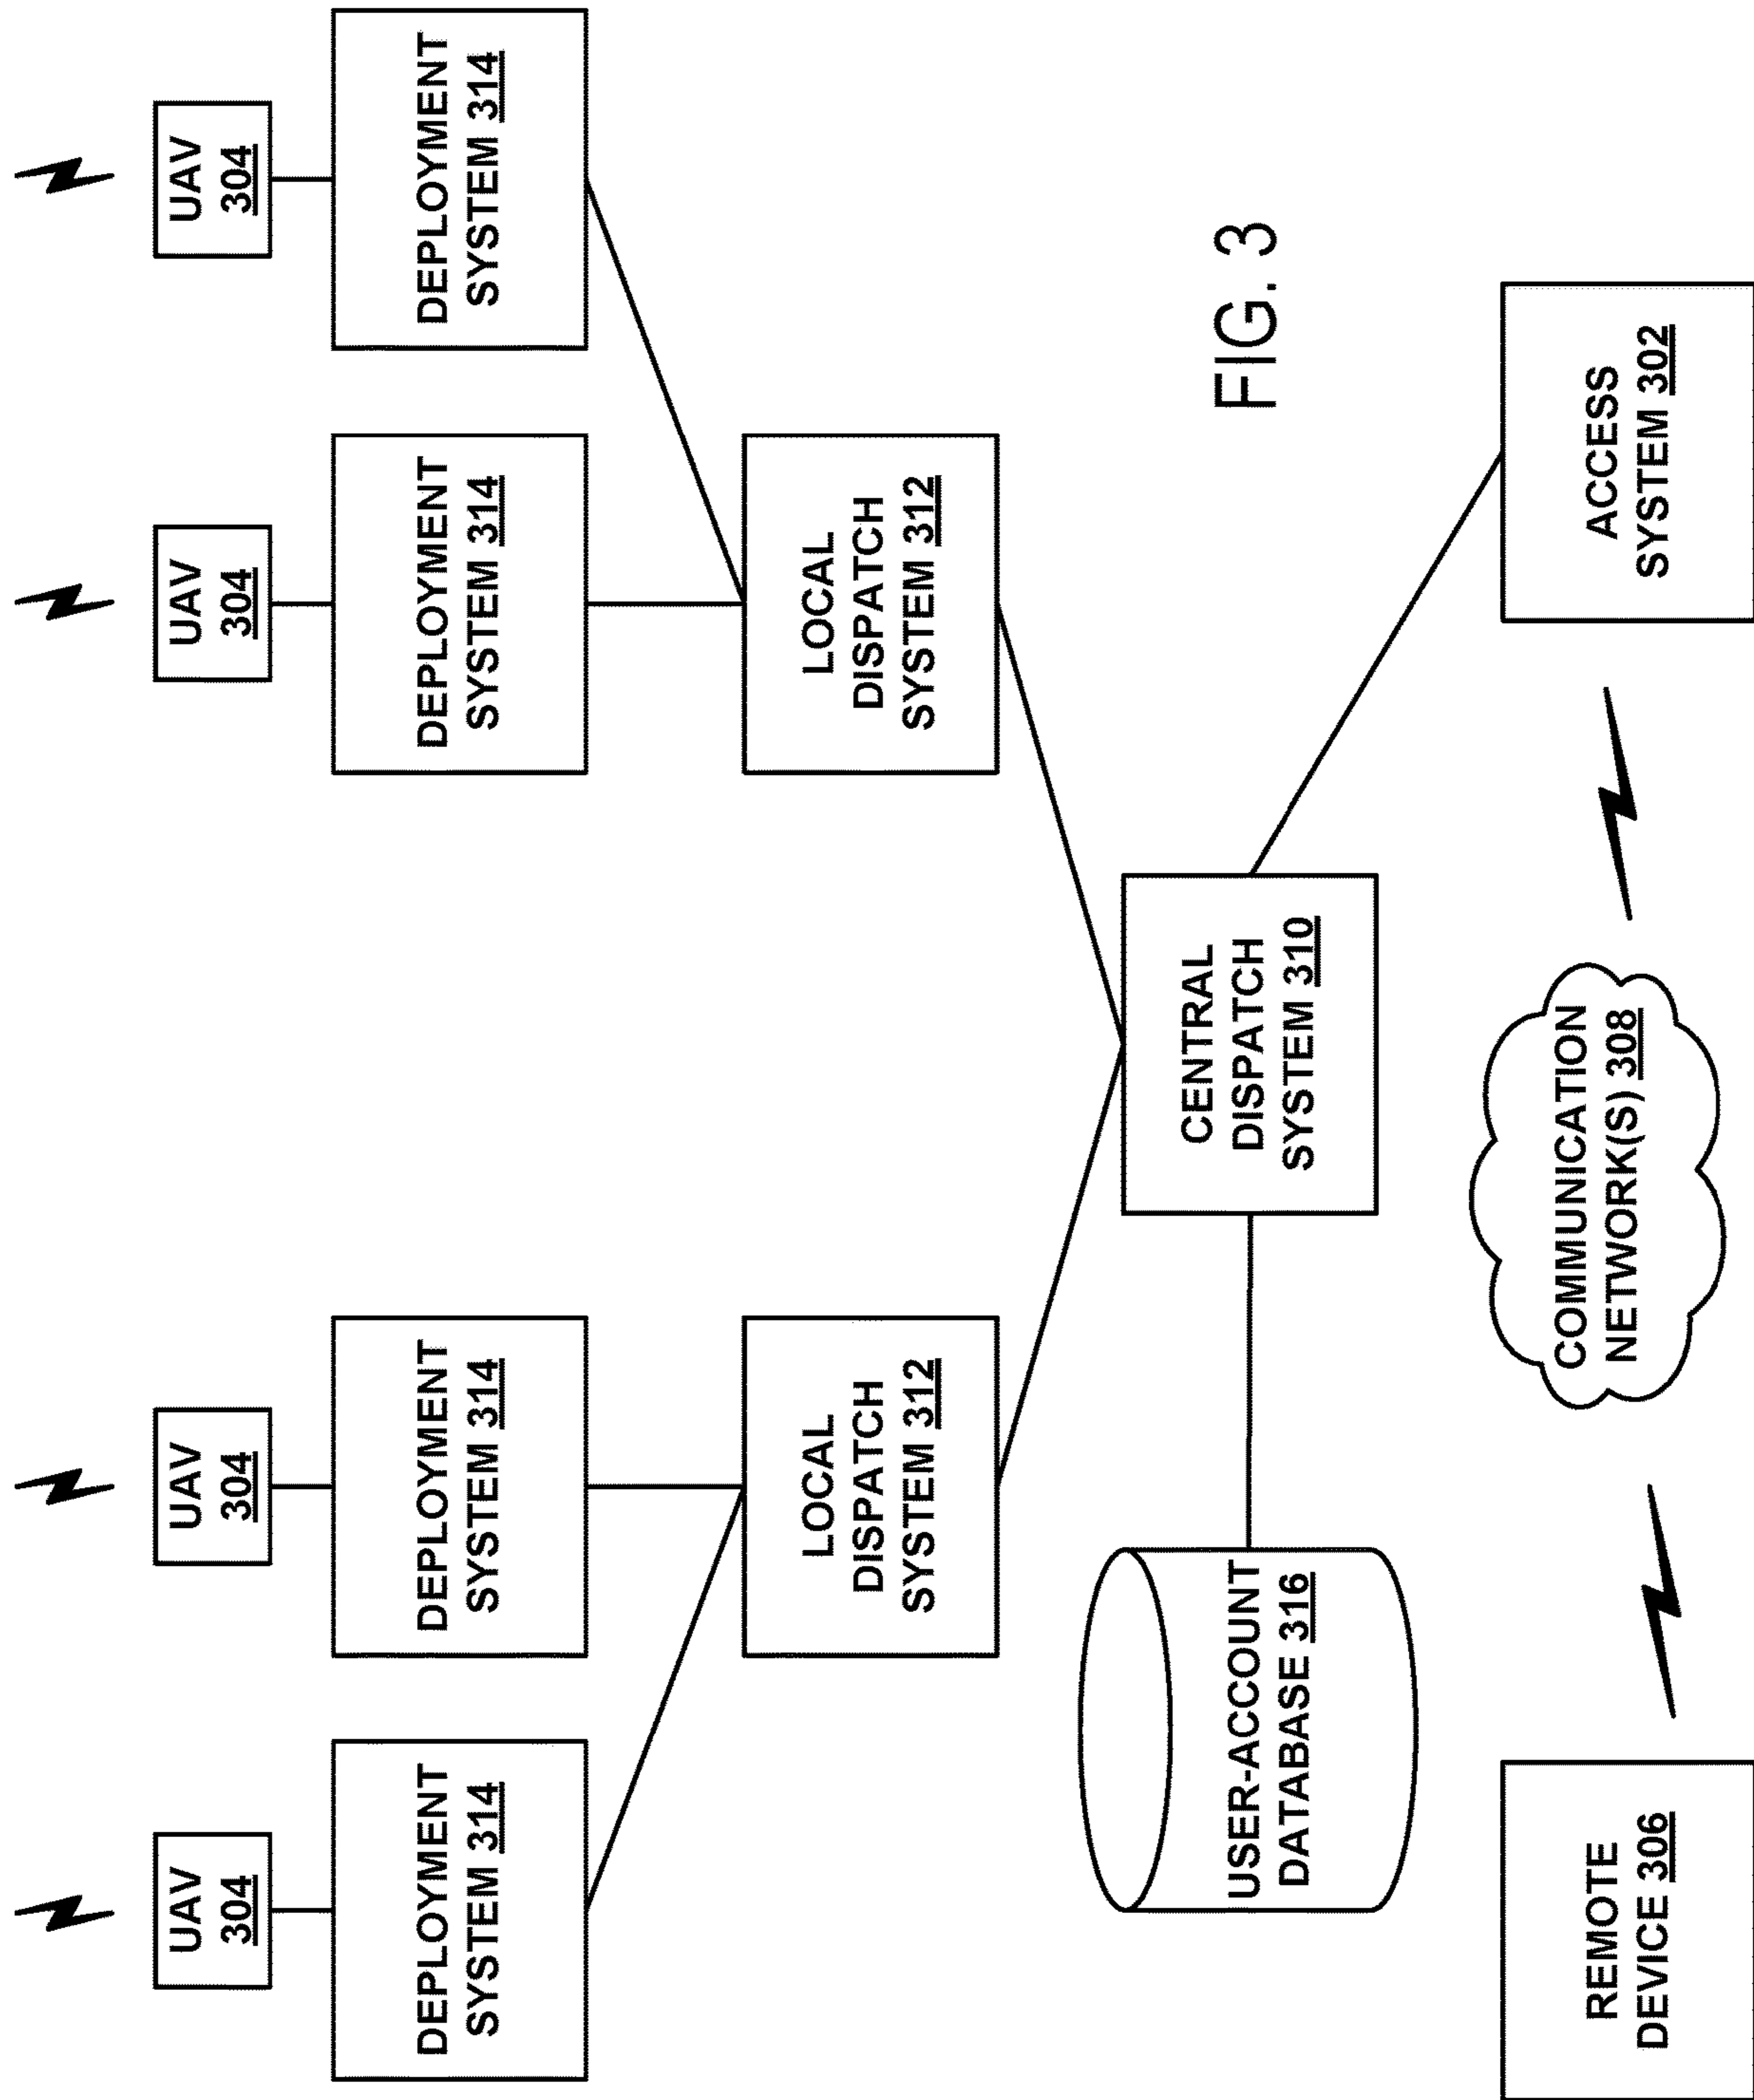 UAV
304
UAV
304
UAV
304
UAV
304
DEPLOYMENT
SYSTEM 314
DEPLOYMENT
SYSTEM 314
DEPLOYMENT
SYSTEM 314
DEPLOYMENT
SYSTEM 314
LOCAL
DISPATCH
SYSTEM 312
LOCAL
DISPATCH
SYSTEM 312
USER-ACCOUNT
DATABASE 316
CENTRAL
DISPATCH
SYSTEM 310
FIG. 3
REMOTE
DEVICE 306
COMMUNICATION
NETWORK(S) 308
ACCESS
SYSTEM 302